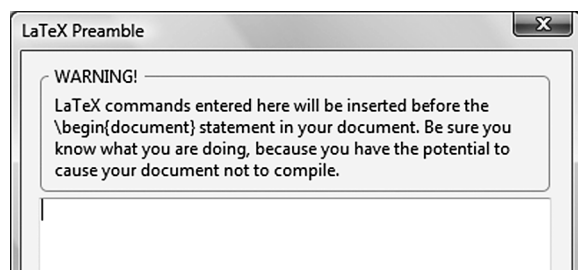 LaTeX Preamble
WARNING!
LaTeX commands entered here will be inserted before the
\begin{document} statement in your document. Be sure you
know what you are doing, because you have the potential to
cause your document not to compile.